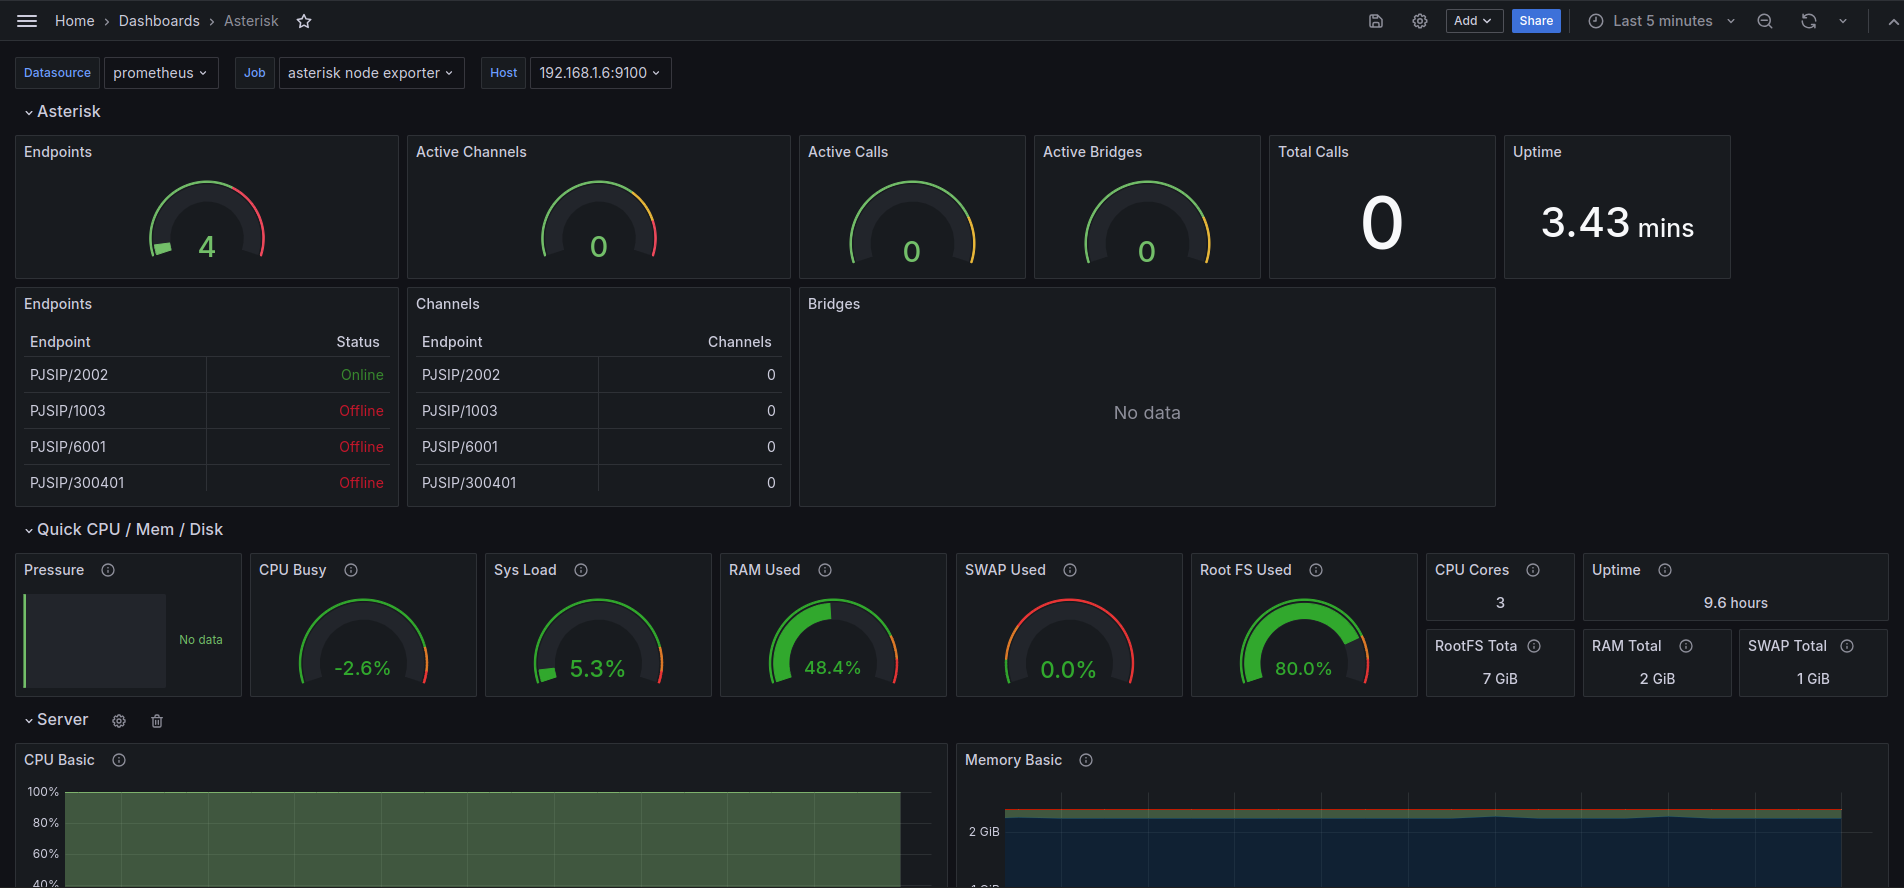 Home › Dashboards › Asterisk
Add
Share
Last 5 minutes
Datasource prometheus Job asterisk node exporter Host 192.168.1.6:9100
Asterisk
Endpoints
4
Active Channels
0
Active Calls
0
Active Bridges
0
Total Calls
0
Uptime
3.43 mins
Endpoints
Endpoint Status
PJSIP/2002 Online
PJSIP/1003 Offline
PJSIP/6001 Offline
PJSIP/300401 Offline
Channels
Endpoint Channels
PJSIP/2002 0
PJSIP/1003 0
PJSIP/6001 0
PJSIP/300401 0
Bridges
No data
Quick CPU / Mem / Disk
Pressure
No data
CPU Busy
-2.6%
Sys Load
5.3%
RAM Used
48.4%
SWAP Used
0.0%
Root FS Used
80.0%
CPU Cores
3
Uptime
9.6 hours
RootFS Tota
7 GiB
RAM Total
2 GiB
SWAP Total
1 GiB
Server
CPU Basic
100%
80%
60%
40%
Memory Basic
2 GiB